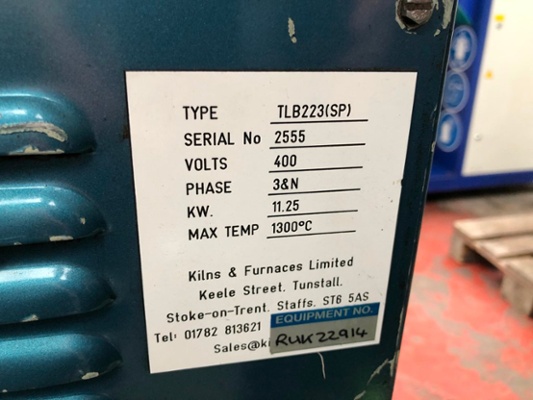 TYPE TLB223(SP)
SERIAL No 2555
VOLTS 400
PHASE 3&N
KW. 11.25
MAX TEMP 1300°C
Kilns & Furnaces Limited
Keele Street, Tunstall.
Stoke-on-Trent. Staffs. ST6 5AS
EQUIPMENT NO.
Tel: 01782 813621
RUK22914